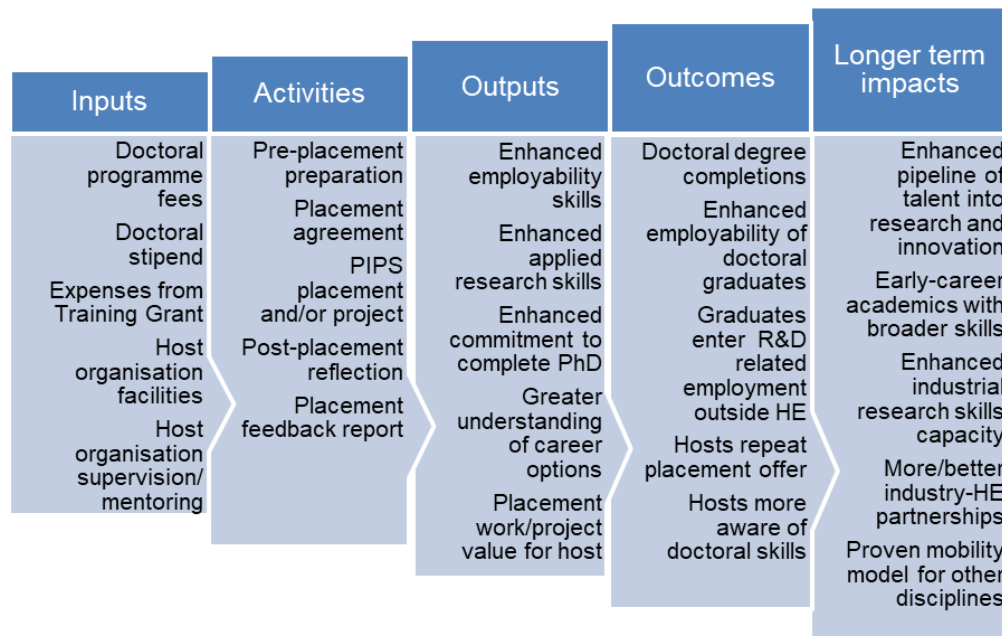 Inputs
Doctoral
programme
fees
Doctoral
stipend
Expenses from
Training Grant
Host
organisation
facilities
Host
organisation
supervision/
mentoring
Activities
Pre-placement
preparation
Placement
agreement
PIPS
placement
and/or project
Post-placement
reflection
Placement
feedback report
Outputs
Enhanced
employability
skills
Enhanced
applied
research skills
Enhanced
commitment to
complete PhD
Greater
understanding
of career
options
Placement
work/project
value for host
Outcomes
Doctoral degree
completions
Enhanced
employability of
doctoral
graduates
Graduates
enter R&D
related
employment
outside HE
Hosts repeat
placement offer
Hosts more
aware of
doctoral skills
Longer term
impacts
Enhanced
pipeline of
talent into
research and
innovation
Early-career
academics with
broader skills
Enhanced
industrial
research skills
capacity
More/better
industry-HE
partnerships
Proven mobility
model for other
disciplines